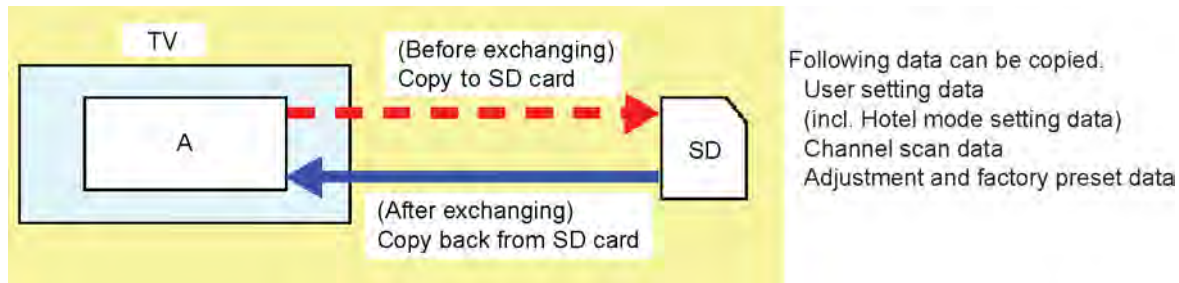 TV
(Before exchanging)
Copy to SD card
A
SD
(After exchanging)
Copy back from SD card
Following data can be copied.
User setting data
(incl. Hotel mode setting data)
Channel scan data
Adjustment and factory preset data